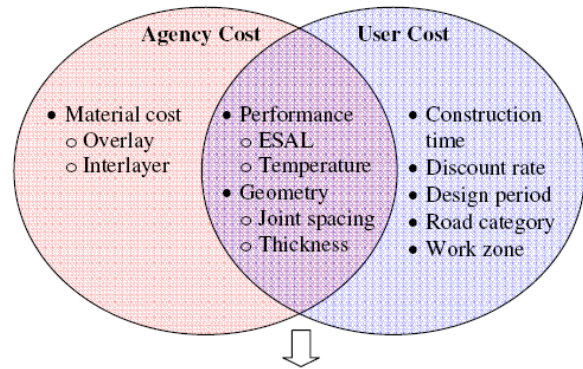 Agency Cost
User Cost
• Material cost
o Overlay
o Interlayer
• Performance
o ESAL
o Temperature
• Geometry
o Joint spacing
o Thickness
• Construction
time
• Discount rate
• Design period
• Road category
• Work zone